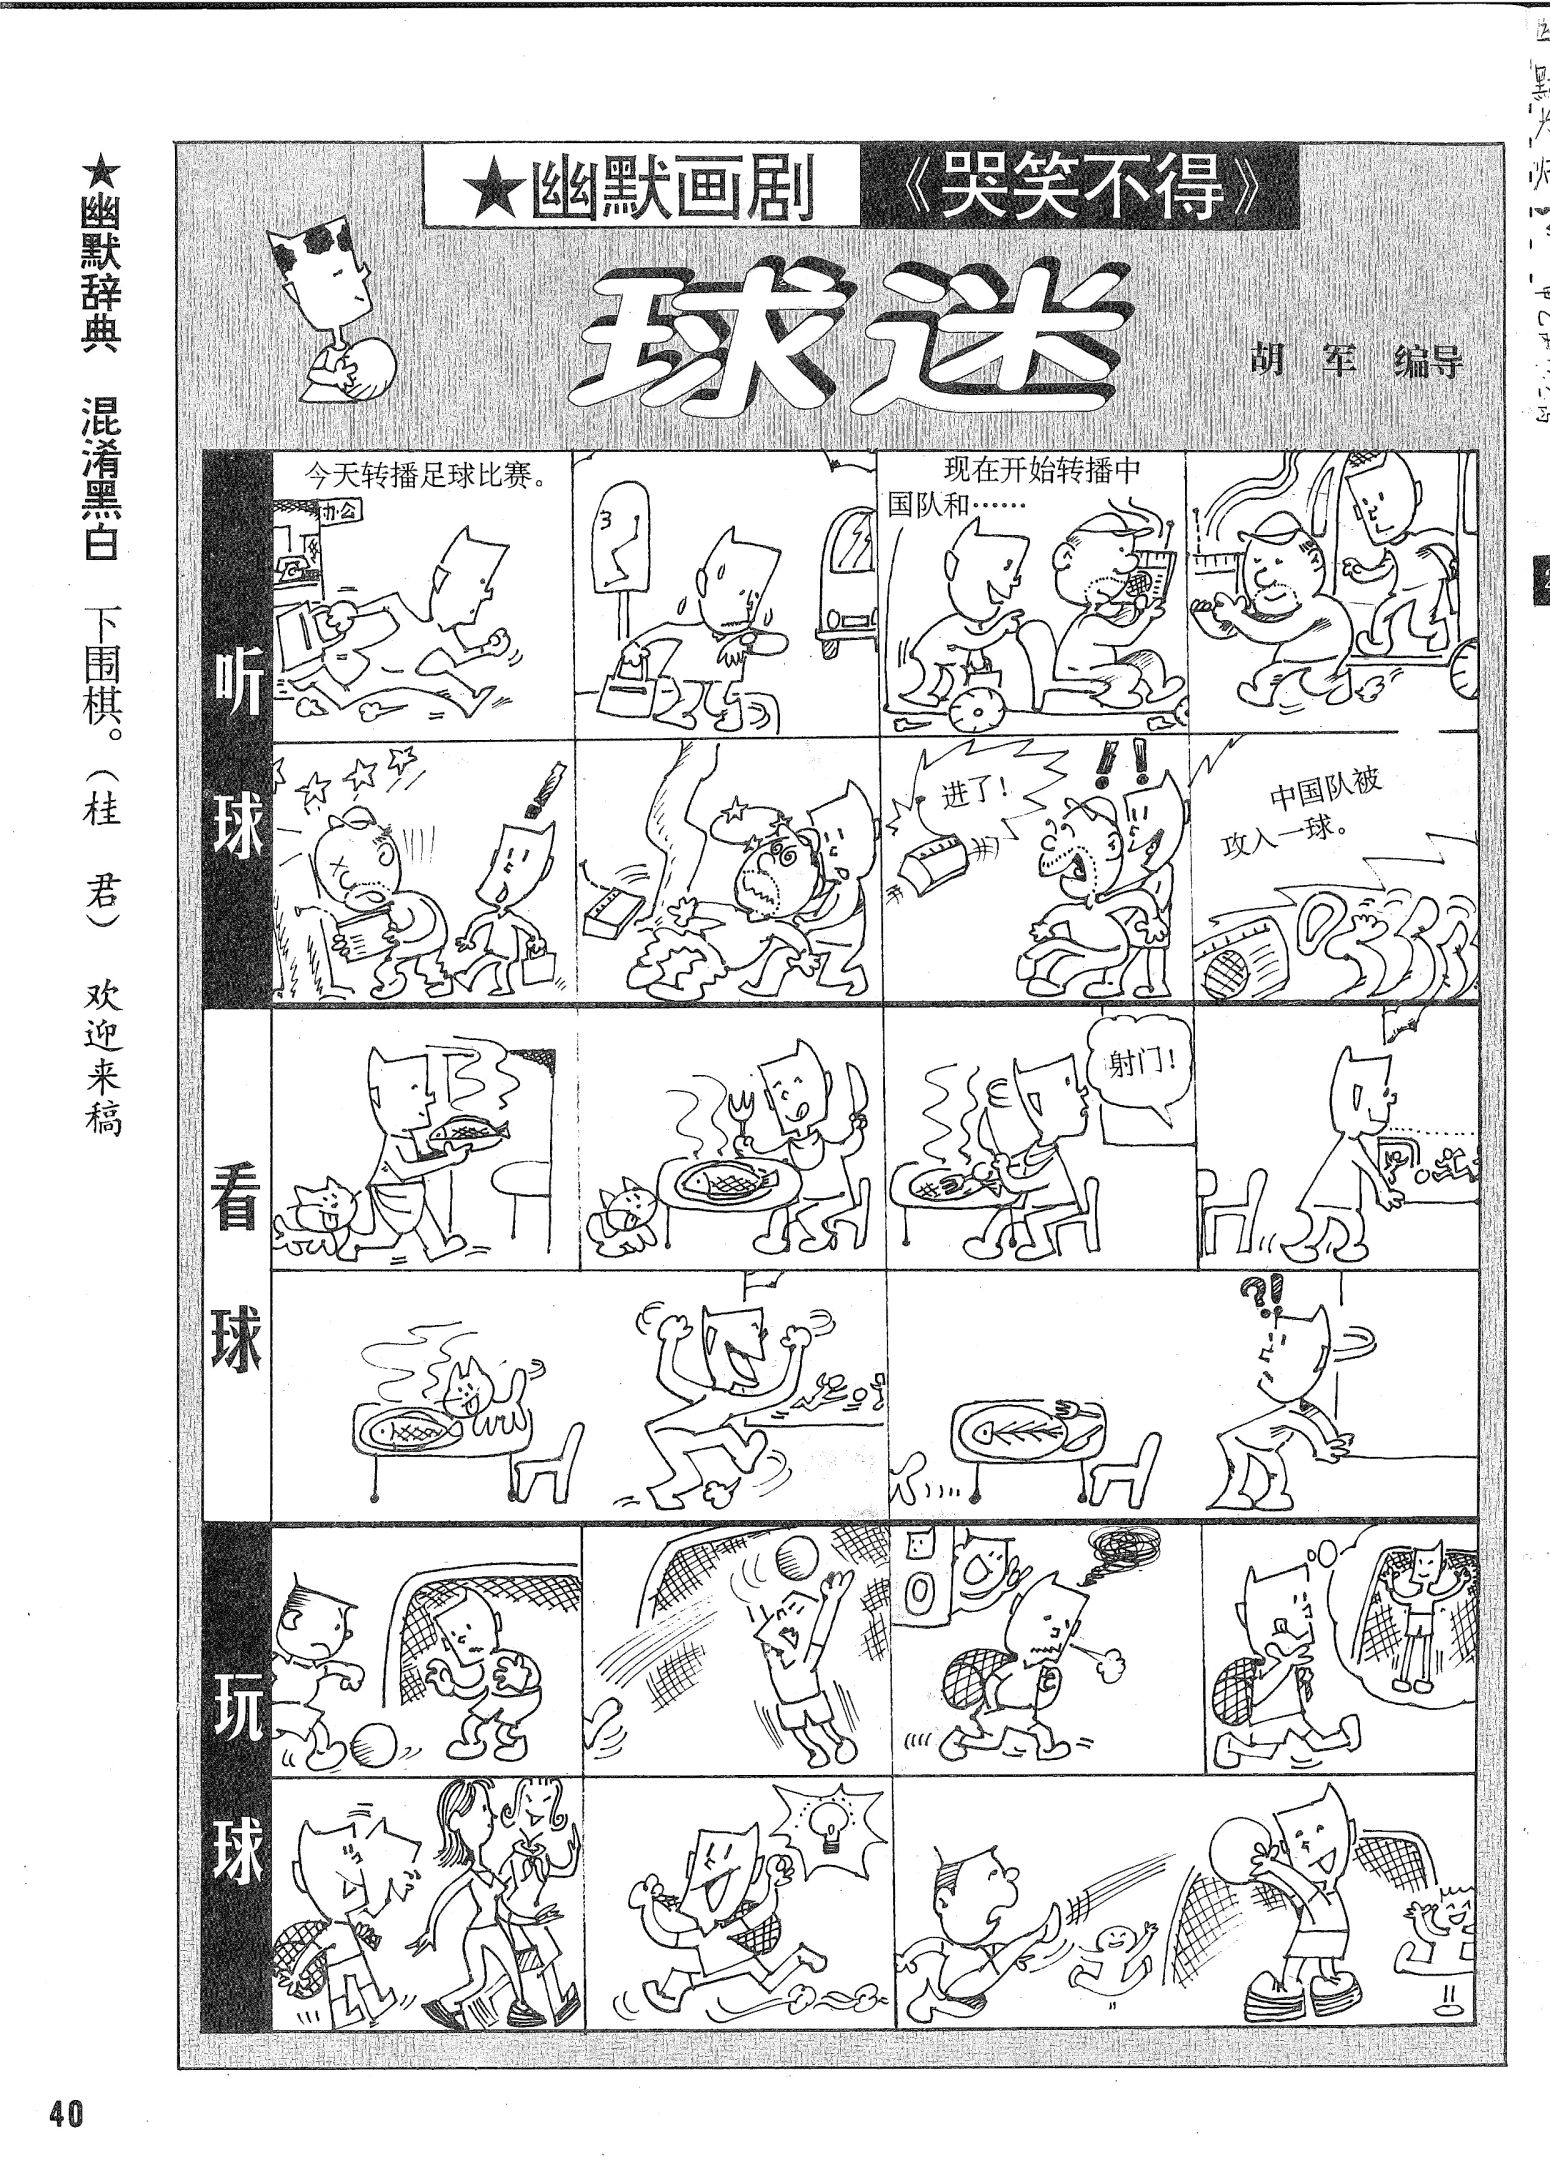 ★幽默画剧 《哭笑不得》
球迷
胡军 编导
听球
今天转播足球比赛。
办公
3
现在开始转播中
国队和……
！
！！
进了！
中国队被
攻入一球。
看球
射门！
?!
玩球
★幽默辞典 混淆黑白 下围棋。（桂君） 欢迎来稿
40